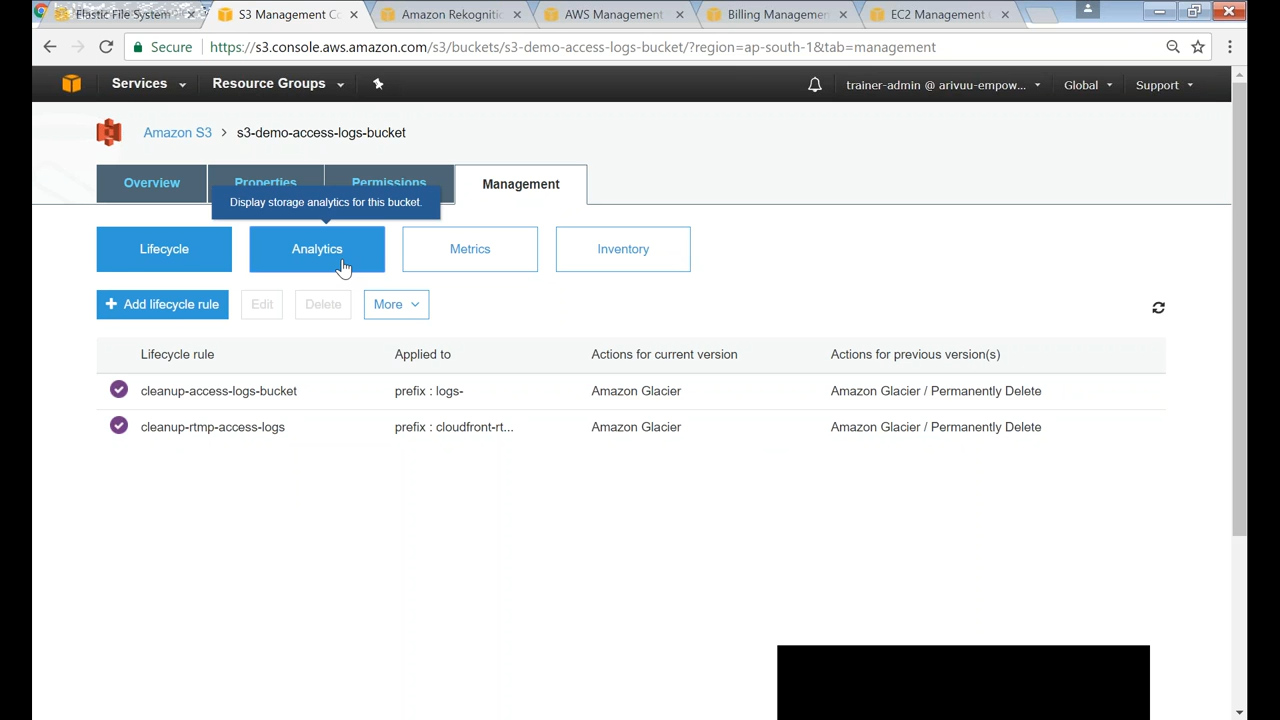 Elastic File System
S3 Management Co
Amazon Rekogniti
AWS Management
Billing Management
EC2 Management
Secure
https://s3.console.aws.amazon.com/s3/buckets/s3-demo-access-logs-bucket/?region=ap-south-1&tab=management
Services
Resource Groups
trainer-admin @ arivuu-empow...
Global
Support
Amazon S3 > s3-demo-access-logs-bucket
Overview
Properties
Permissions
Management
Display storage analytics for this bucket.
Lifecycle
Analytics
Metrics
Inventory
+ Add lifecycle rule
Edit
Delete
More
Lifecycle rule
Applied to
Actions for current version
Actions for previous version(s)
cleanup-access-logs-bucket
prefix : logs-
Amazon Glacier
Amazon Glacier / Permanently Delete
cleanup-rtmp-access-logs
prefix : cloudfront-rt...
Amazon Glacier
Amazon Glacier / Permanently Delete